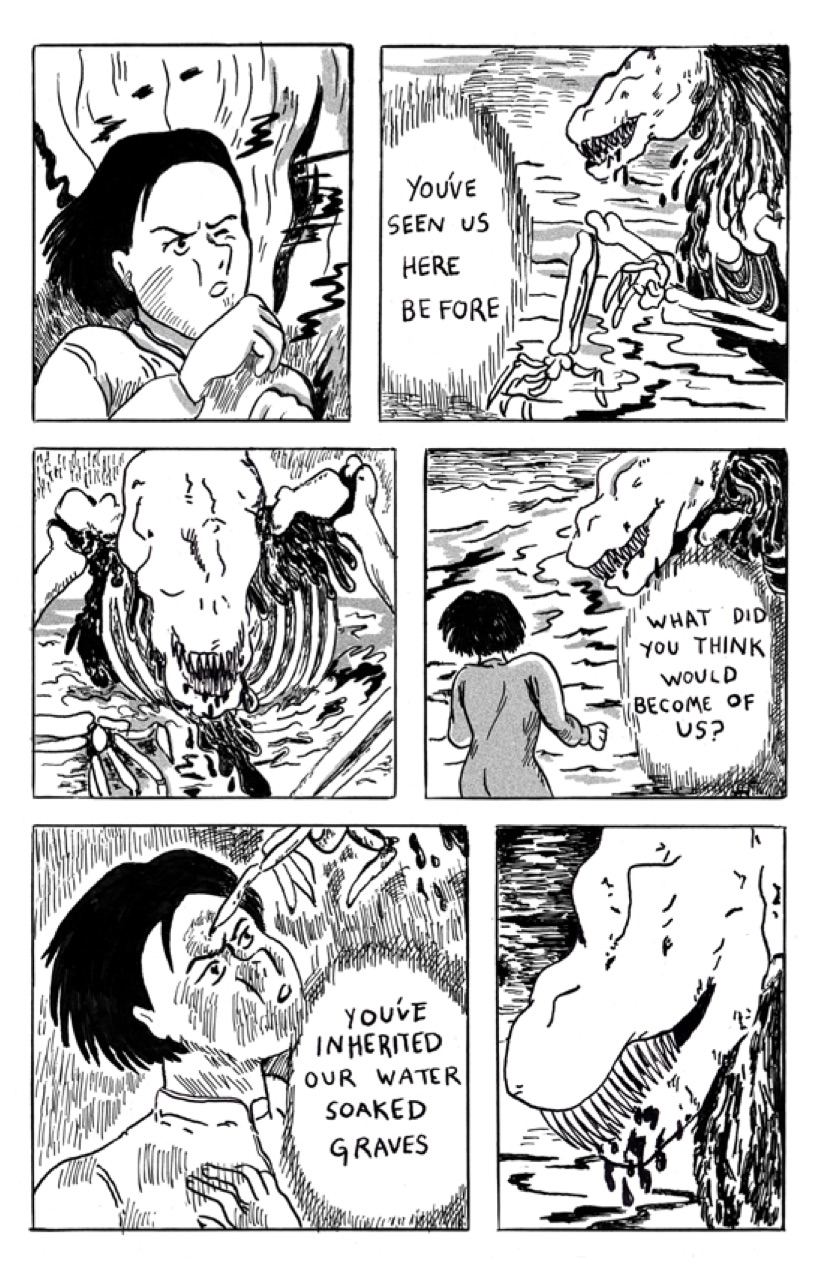 YOU'VE
SEEN US
HERE
BEFORE
WHAT DID
YOU THINK
WOULD
BECOME OF
US?
YOU'VE
INHERITED
OUR WATER
SOAKED
GRAVES